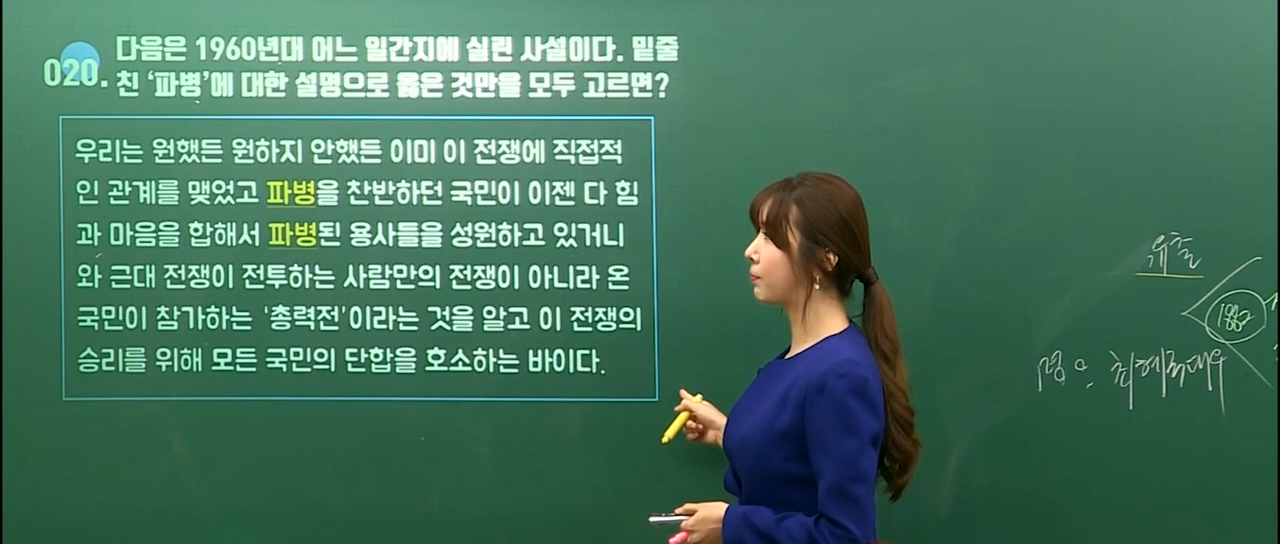 020. 다음은 1960년대 어느 일간지에 실린 사설이다. 밑줄
친 ‘파병’에 대한 설명으로 옳은 것만을 모두 고르면?
우리는 원했든 원하지 안했든 이미 이 전쟁에 직접적
인 관계를 맺었고 파병을 찬반하던 국민이 이젠 다 힘
과 마음을 합해서 파병된 용사들을 성원하고 있거니
와 근대 전쟁이 전투하는 사람만의 전쟁이 아니라 온
국민이 참가하는 ‘총력전’이라는 것을 알고 이 전쟁의
승리를 위해 모든 국민의 단합을 호소하는 바이다.
1882
최혜국대우